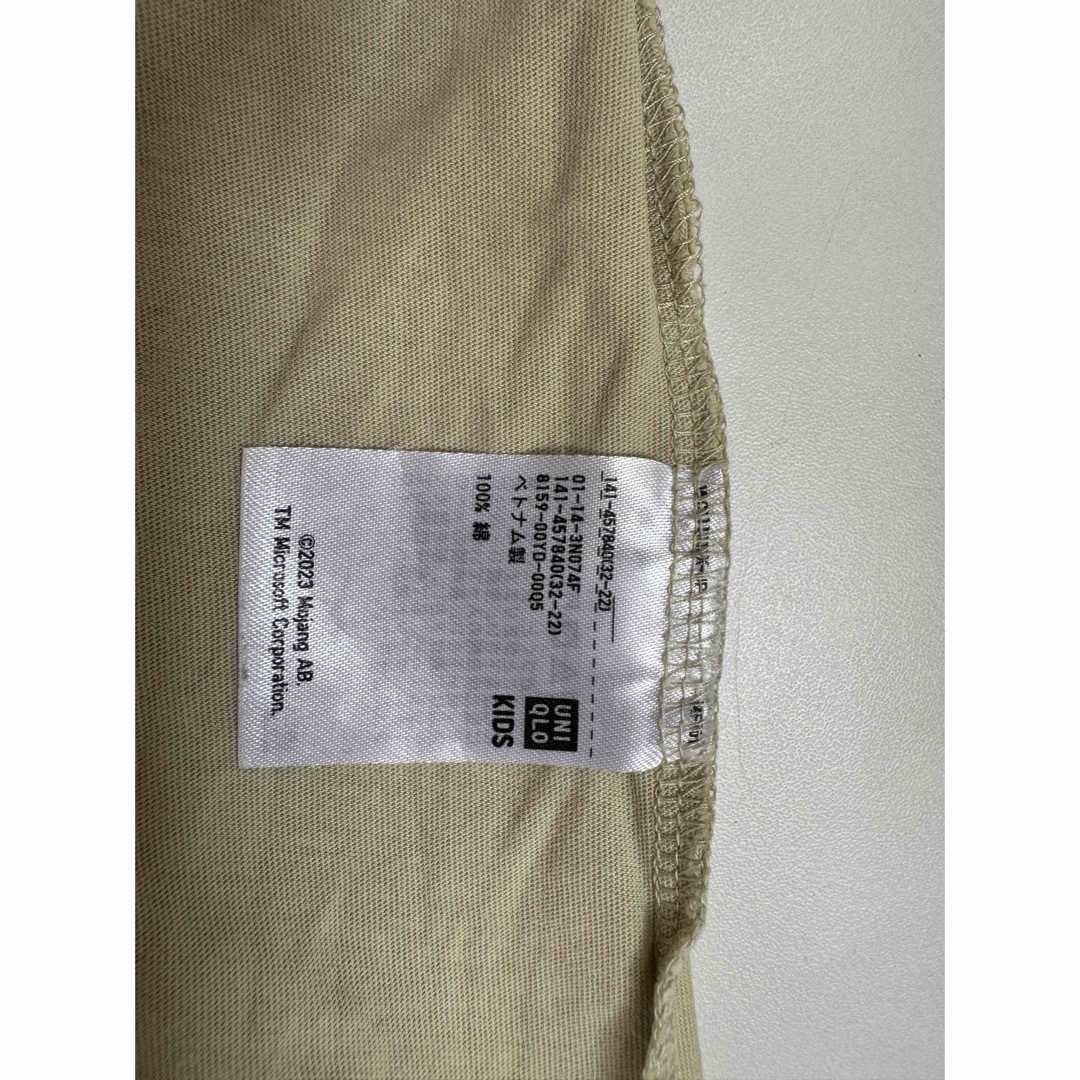 141-457840(32-22)
01-14-3N074F
141-457840(32-22)
8159-00YD-00Q5
ベトナム製
100% 綿
UNI
QLO
KIDS
©2023 Mojang AB.
TM Microsoft Corporation.